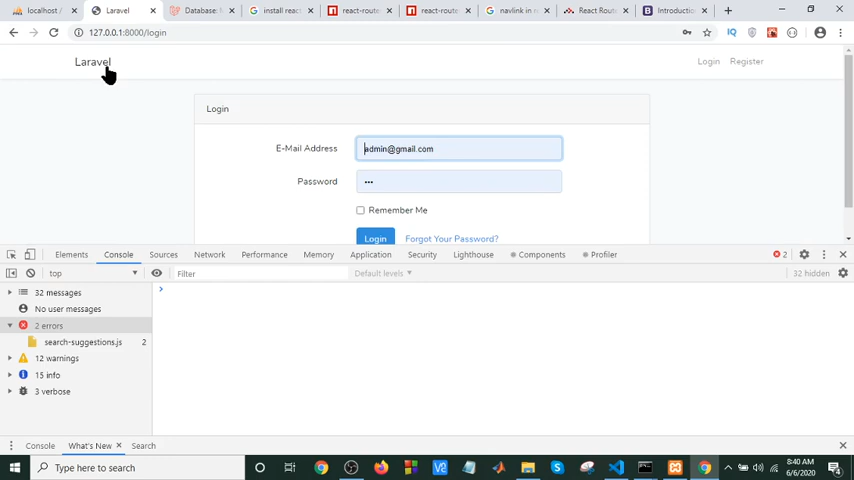 localhost /
Laravel
Database:
install reac
react-route
react-route
navlink in r
React Route
Introduction
127.0.0.1:8000/login
Laravel
Login
Register
Login
E-Mail Address
admin@gmail.com
Password
•••
Remember Me
Login
Forgot Your Password?
Elements
Console
Sources
Network
Performance
Memory
Application
Security
Lighthouse
Components
Profiler
2
top
Filter
Default levels
32 hidden
32 messages
No user messages
2 errors
search-suggestions.js
2
12 warnings
15 info
3 verbose
Console
What's New
Search
Type here to search
8:40 AM
6/6/2020
4